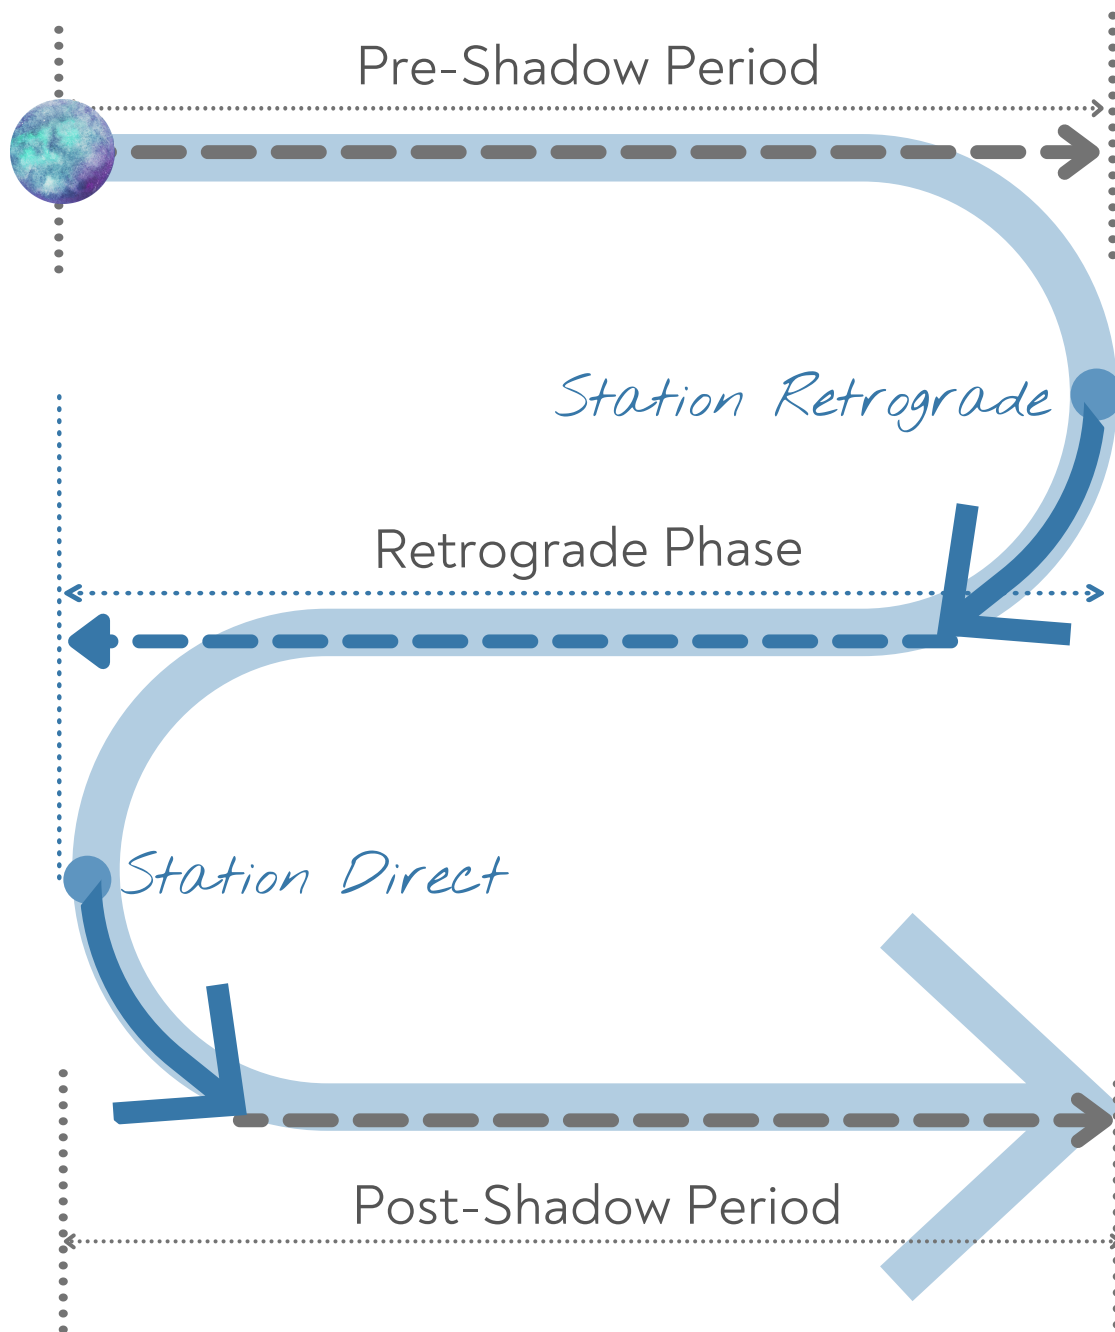 Pre-Shadow Period
Station Retrograde
Retrograde Phase
Station Direct
Post-Shadow Period